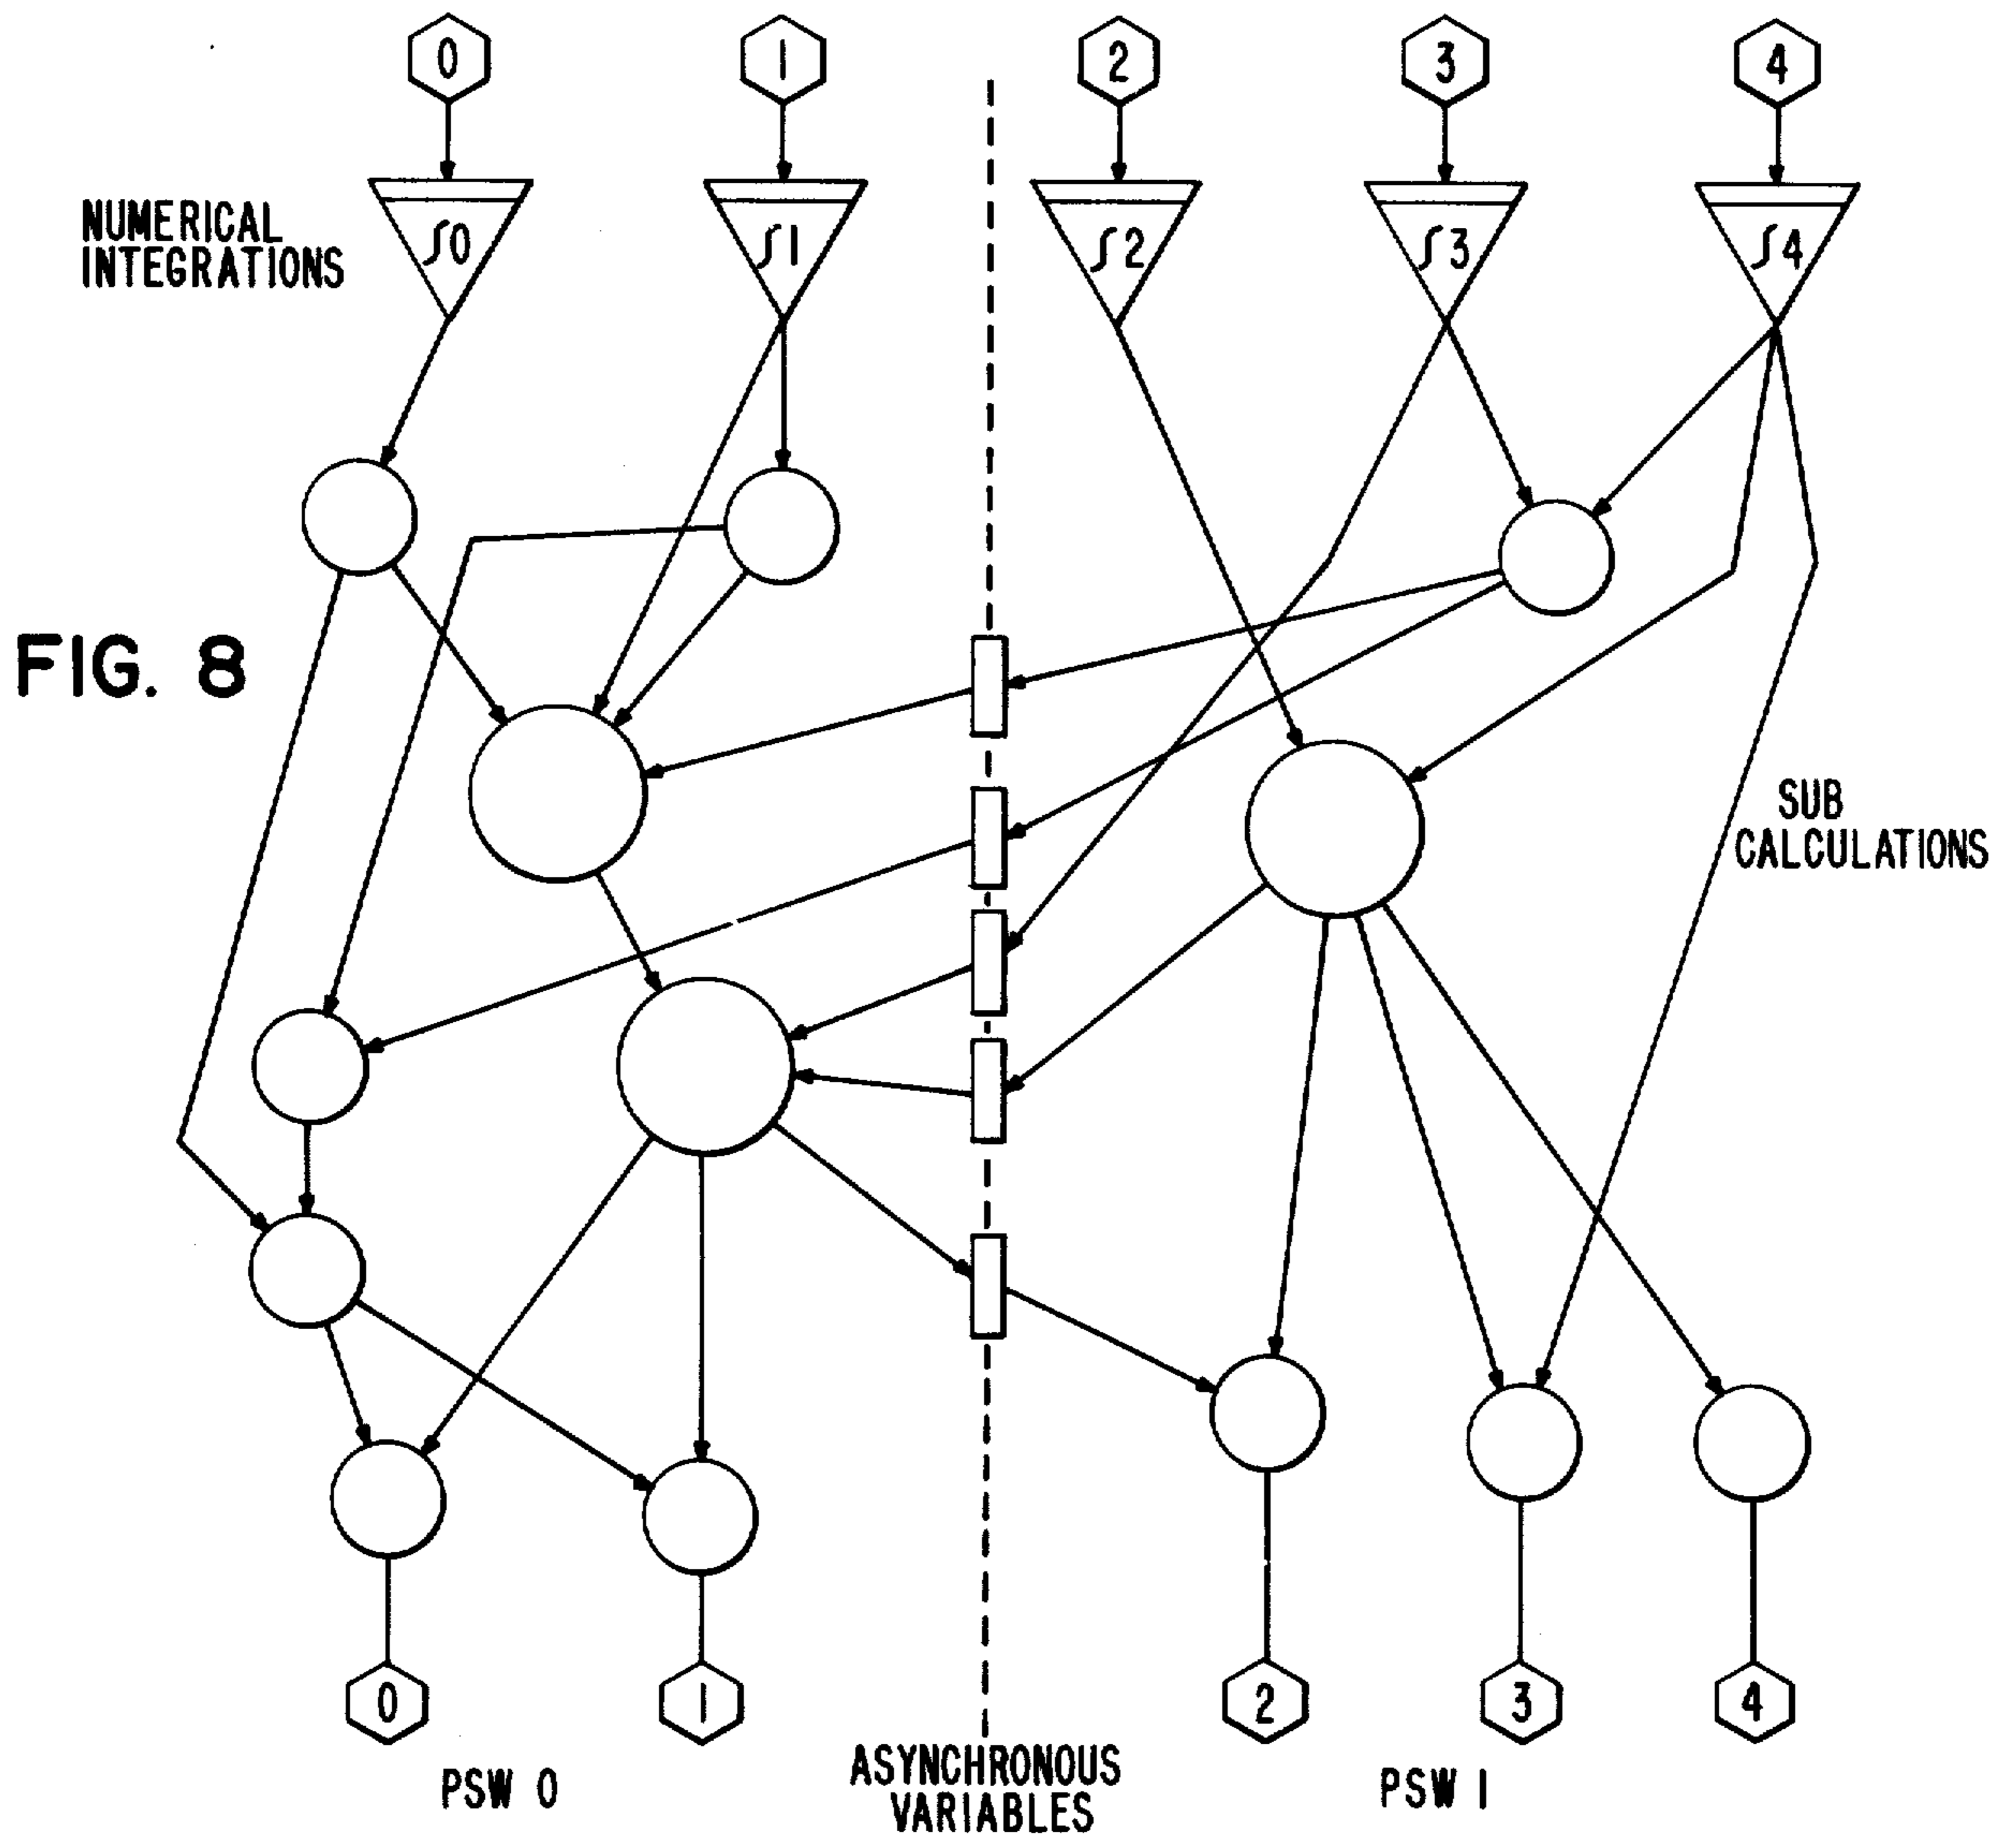 0 1 2 3 4
NUMERICAL
INTEGRATIONS
∫0 ∫1 ∫2 ∫3 ∫4
FIG. 8
SUB
CALCULATIONS
0 1 2 3 4
PSW 0
ASYNCHRONOUS
VARIABLES
PSW 1